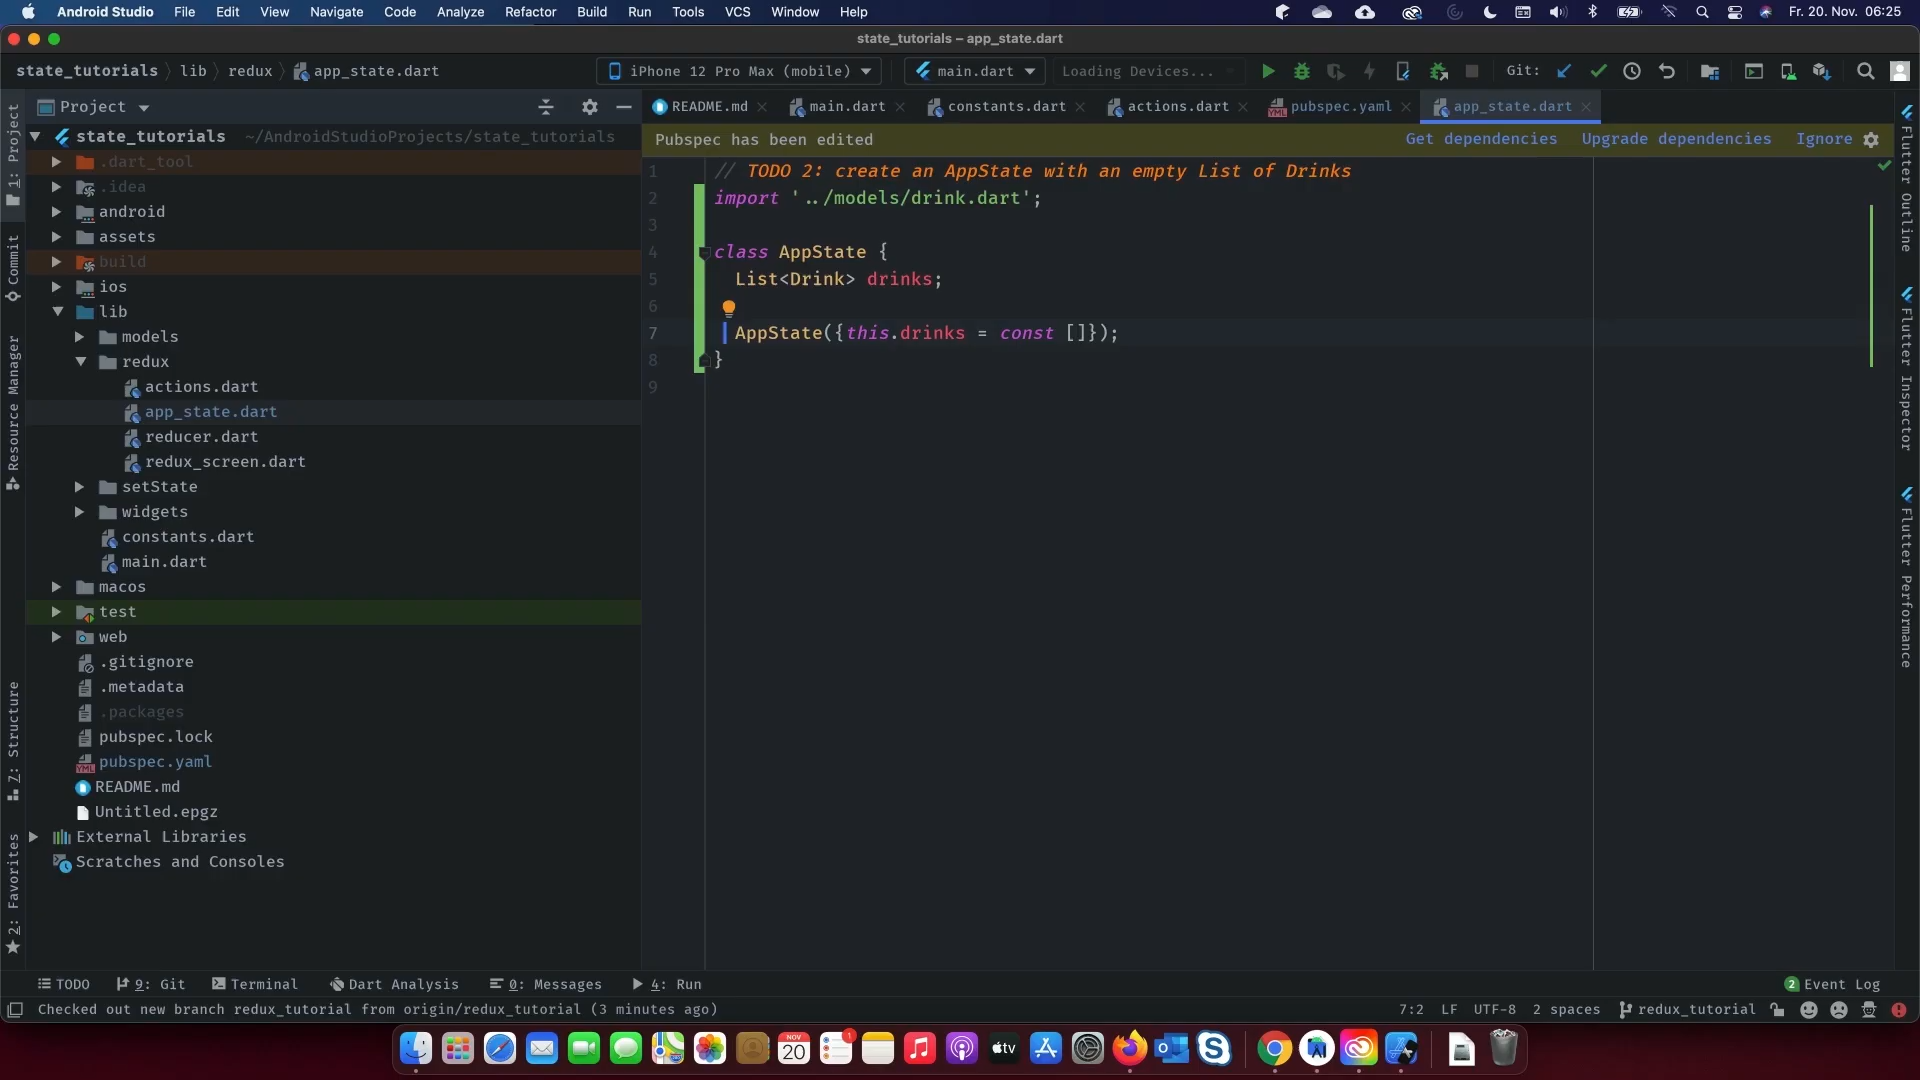 Android Studio File Edit View Navigate Code Analyze Refactor Build Run Tools VCS Window Help Fr. 20. Nov. 06:25
state_tutorials – app_state.dart
state_tutorials lib redux app_state.dart iPhone 12 Pro Max (mobile) main.dart Loading Devices... Git:
Project
README.md main.dart constants.dart actions.dart pubspec.yaml app_state.dart
Pubspec has been edited Get dependencies Upgrade dependencies Ignore
state_tutorials ~/AndroidStudioProjects/state_tutorials
.dart_tool
.idea
android
assets
build
ios
lib
models
redux
actions.dart
app_state.dart
reducer.dart
redux_screen.dart
setState
widgets
constants.dart
main.dart
macos
test
web
.gitignore
.metadata
.packages
pubspec.lock
pubspec.yaml
README.md
Untitled.epgz
External Libraries
Scratches and Consoles
1 // TODO 2: create an AppState with an empty List of Drinks
2 import '../models/drink.dart';
3
4 class AppState {
5 List<Drink> drinks;
6
7 AppState({this.drinks = const []});
8 }
9
1: Project
Commit
Resource Manager
7: Structure
2: Favorites
Flutter Outline
Flutter Inspector
Flutter Performance
TODO 9: Git Terminal Dart Analysis 0: Messages 4: Run 2 Event Log
Checked out new branch redux_tutorial from origin/redux_tutorial (3 minutes ago) 7:2 LF UTF-8 2 spaces redux_tutorial
NOV
20
1
tv